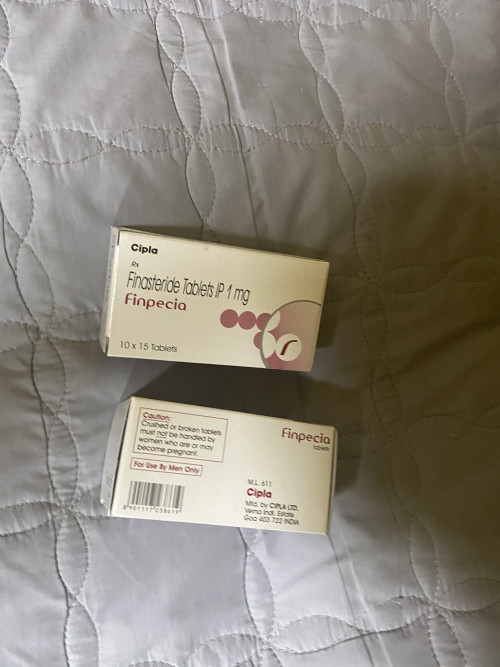 Cipla
Rx
Finasteride Tablets IP 1 mg
Finpecia
10 x 15 Tablets
Caution:
Crushed or broken tablets
must not be handled by
women who are or may
become pregnant.
For Use By Men Only
8901117238619
Finpecia
tablets
M.L. 611
Cipla
Mfd. by CIPLA LTD.
Verna Indl. Estate
Goa 403 722 INDIA